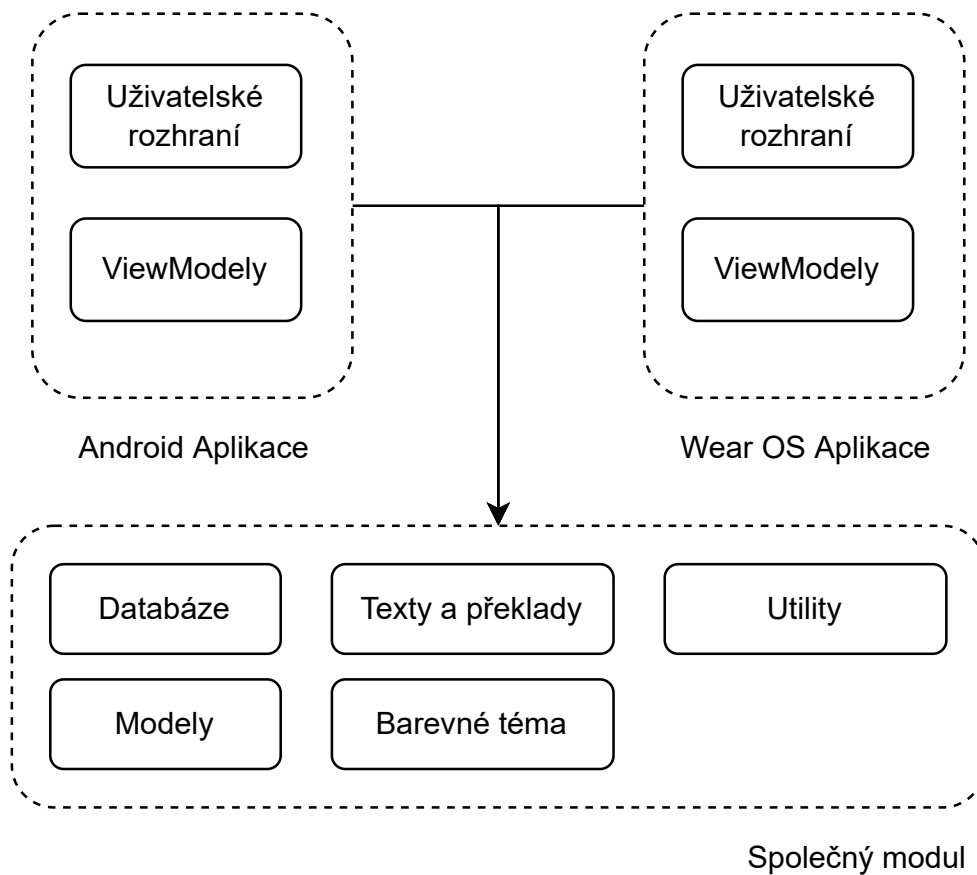 Uživatelské
rozhraní
ViewModely
Android Aplikace
Uživatelské
rozhraní
ViewModely
Wear OS Aplikace
Databáze
Texty a překlady
Utility
Modely
Barevné téma
Společný modul